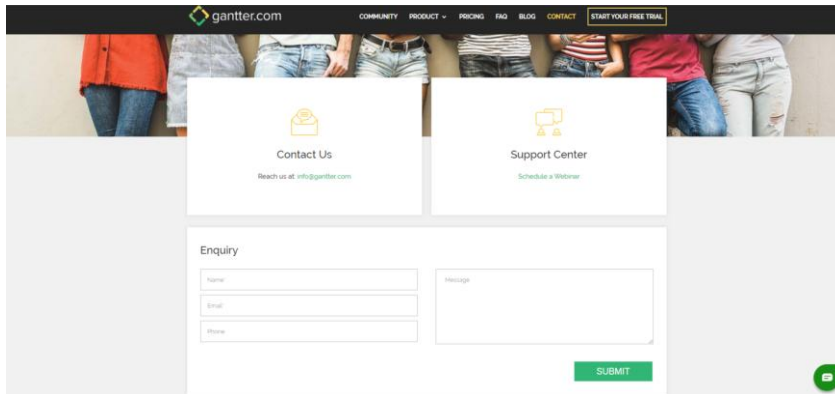 gantter.com
COMMUNITY PRODUCT PRICING FAQ BLOG CONTACT START YOUR FREE TRIAL
Contact Us
Reach us at: info@gantter.com
Support Center
Schedule a Webinar
Enquiry
Name
Email
Phone
Message
SUBMIT